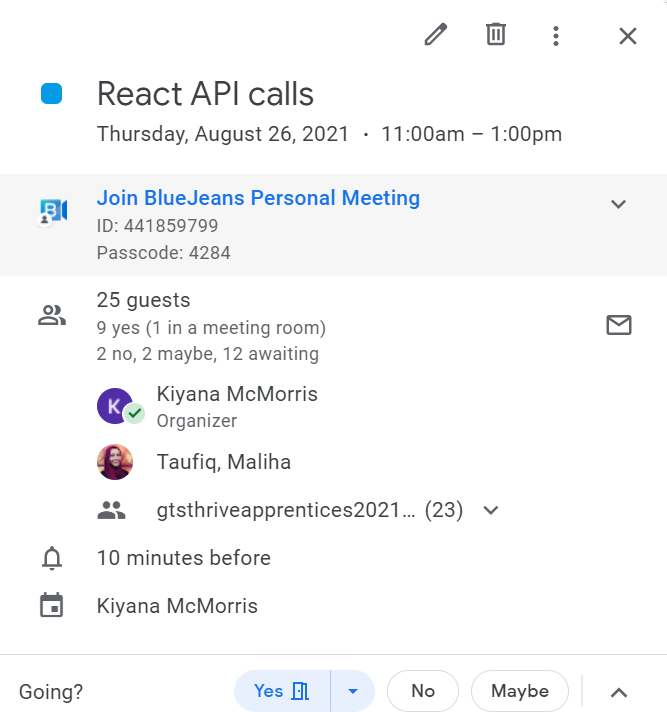 React API calls
Thursday, August 26, 2021 • 11:00am – 1:00pm
Join BlueJeans Personal Meeting
ID: 441859799
Passcode: 4284
25 guests
9 yes (1 in a meeting room)
2 no, 2 maybe, 12 awaiting
K
Kiyana McMorris
Organizer
Taufiq, Maliha
gtsthriveapprentices2021... (23)
10 minutes before
Kiyana McMorris
Going?
Yes
No
Maybe